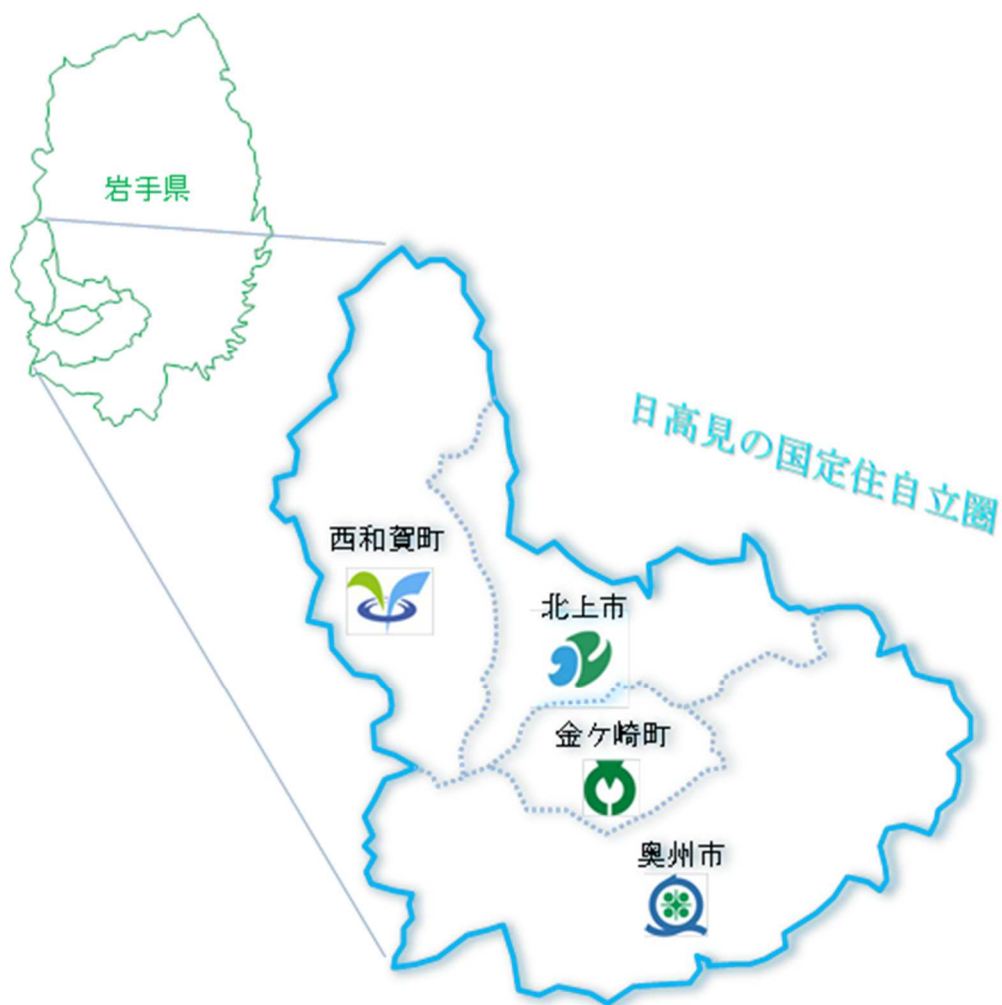 岩手県
日高見の国定住自立圏
西和賀町
北上市
金ケ崎町
奥州市